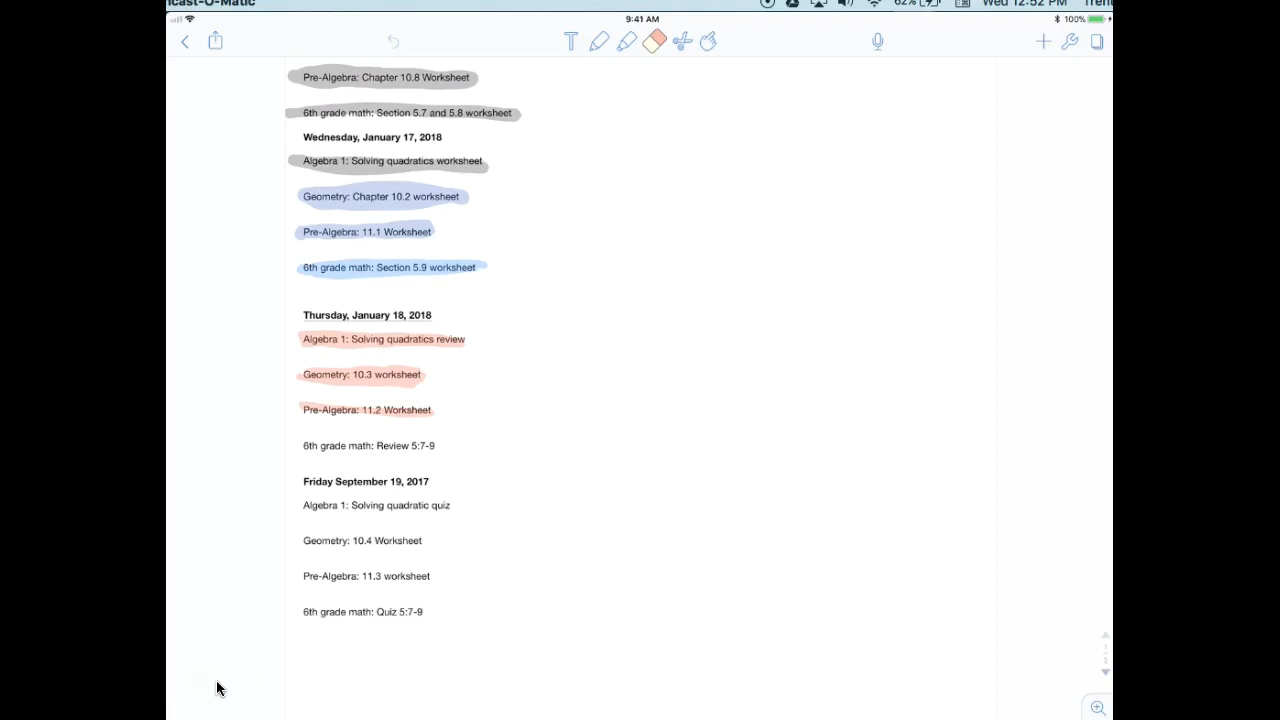 ncast-O-Matic 62% Wed 12:52 PM Tren
9:41 AM 100%
Pre-Algebra: Chapter 10.8 Worksheet
6th grade math: Section 5.7 and 5.8 worksheet
Wednesday, January 17, 2018
Algebra 1: Solving quadratics worksheet
Geometry: Chapter 10.2 worksheet
Pre-Algebra: 11.1 Worksheet
6th grade math: Section 5.9 worksheet
Thursday, January 18, 2018
Algebra 1: Solving quadratics review
Geometry: 10.3 worksheet
Pre-Algebra: 11.2 Worksheet
6th grade math: Review 5:7-9
Friday September 19, 2017
Algebra 1: Solving quadratic quiz
Geometry: 10.4 Worksheet
Pre-Algebra: 11.3 worksheet
6th grade math: Quiz 5:7-9